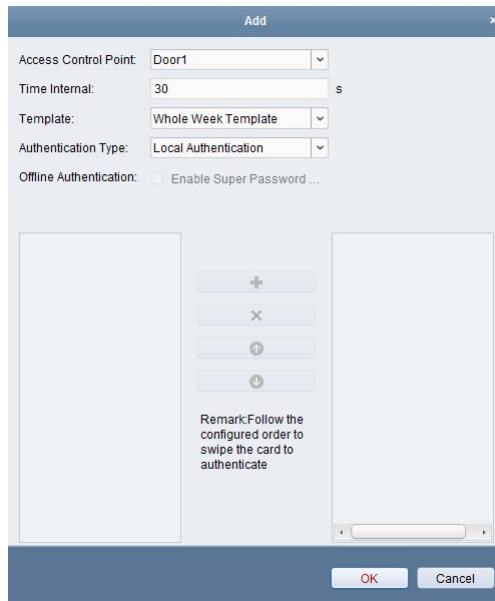 Add
Access Control Point: Door1
Time Internal: 30 s
Template: Whole Week Template
Authentication Type: Local Authentication
Offline Authentication: Enable Super Password ...
Remark:Follow the
configured order to
swipe the card to
authenticate
OK Cancel